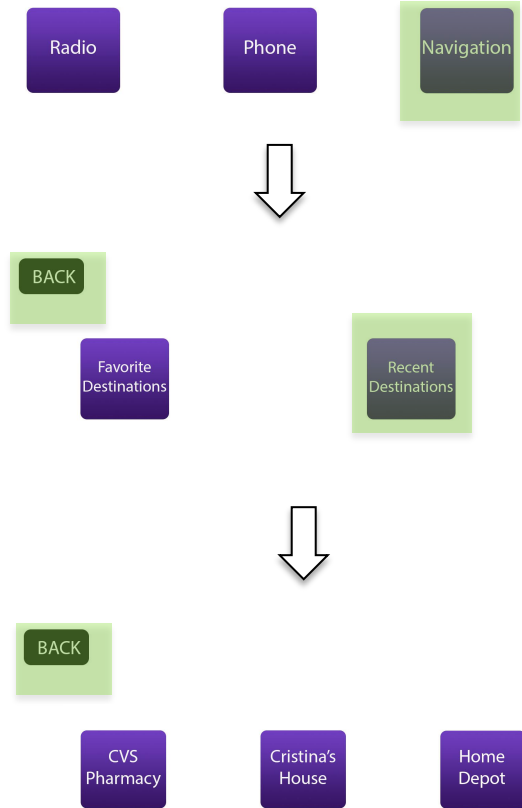 Radio
Phone
Navigation
BACK
Favorite
Destinations
Recent
Destinations
BACK
CVS
Pharmacy
Cristina's
House
Home
Depot